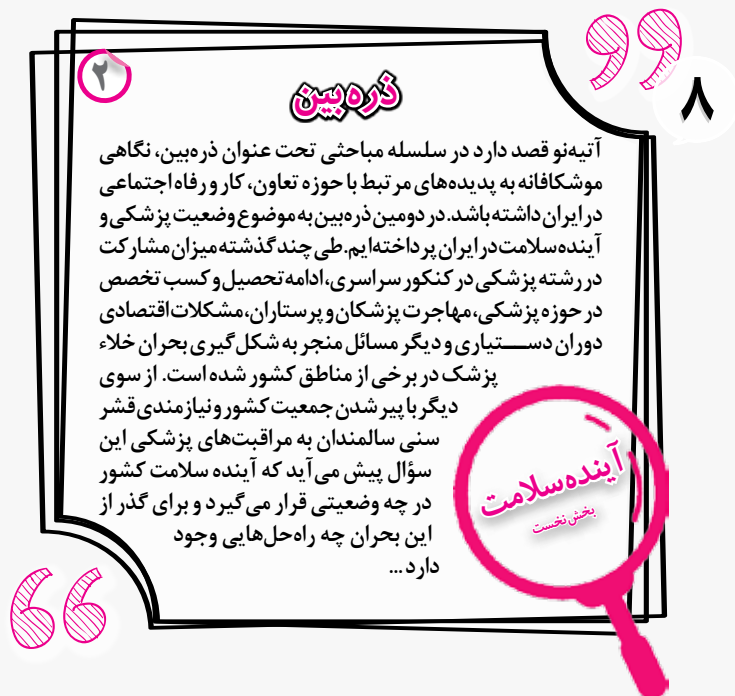 ۸
۲
ذره‌بین
آتیه‌نو قصد دارد در سلسله مباحثی تحت عنوان ذره‌بین، نگاهی
موشکافانه به پدیده‌های مرتبط با حوزه تعاون، کار و رفاه اجتماعی
در ایران داشته باشد. در دومین ذره‌بین به موضوع وضعیت پزشکی و
آینده سلامت در ایران پرداخته‌ایم. طی چند گذشته میزان مشارکت
در رشته پزشکی در کنکور سراسری، ادامه تحصیل و کسب تخصص
در حوزه پزشکی، مهاجرت پزشکان و پرستاران، مشکلات اقتصادی
دوران دستیاری و دیگر مسائل منجر به شکل‌گیری بحران خلاء
پزشک در برخی از مناطق کشور شده است. از سوی
دیگر با پیر شدن جمعیت کشور و نیازمندی قشر
سنی سالمندان به مراقبت‌های پزشکی این
سؤال پیش می‌آید که آینده سلامت کشور
در چه وضعیتی قرار می‌گیرد و برای گذر از
این بحران چه راه‌حل‌هایی وجود
دارد ...
آینده سلامت
بخش نخست